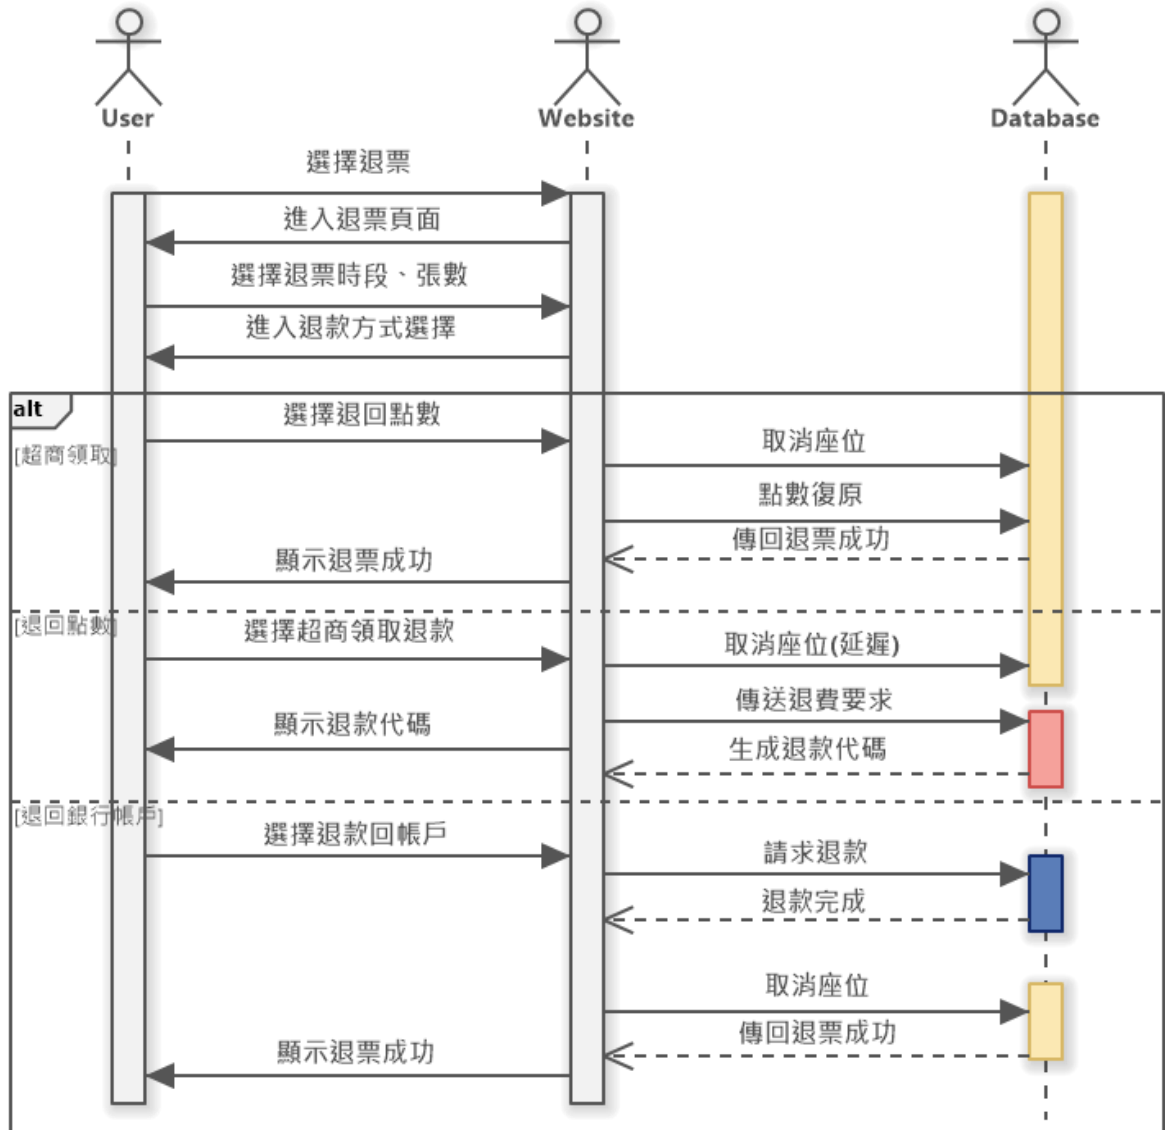 User
Website
Database
選擇退票
進入退票頁面
選擇退票時段、張數
進入退款方式選擇
alt
選擇退回點數
[超商領取]
取消座位
點數復原
傳回退票成功
顯示退票成功
[退回點數]
選擇超商領取退款
取消座位(延遲)
傳送退費要求
顯示退款代碼
生成退款代碼
[退回銀行帳戶]
選擇退款回帳戶
請求退款
退款完成
取消座位
傳回退票成功
顯示退票成功